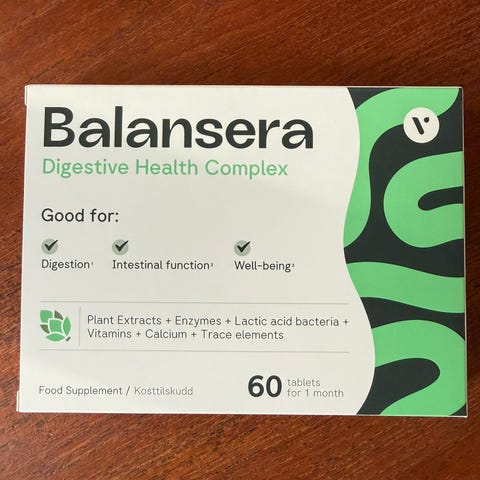 Balansera
Digestive Health Complex
Good for:
Digestion¹ Intestinal function² Well-being³
Plant Extracts + Enzymes + Lactic acid bacteria +
Vitamins + Calcium + Trace elements
Food Supplement / Kosttilskudd
60 tablets
for 1 month